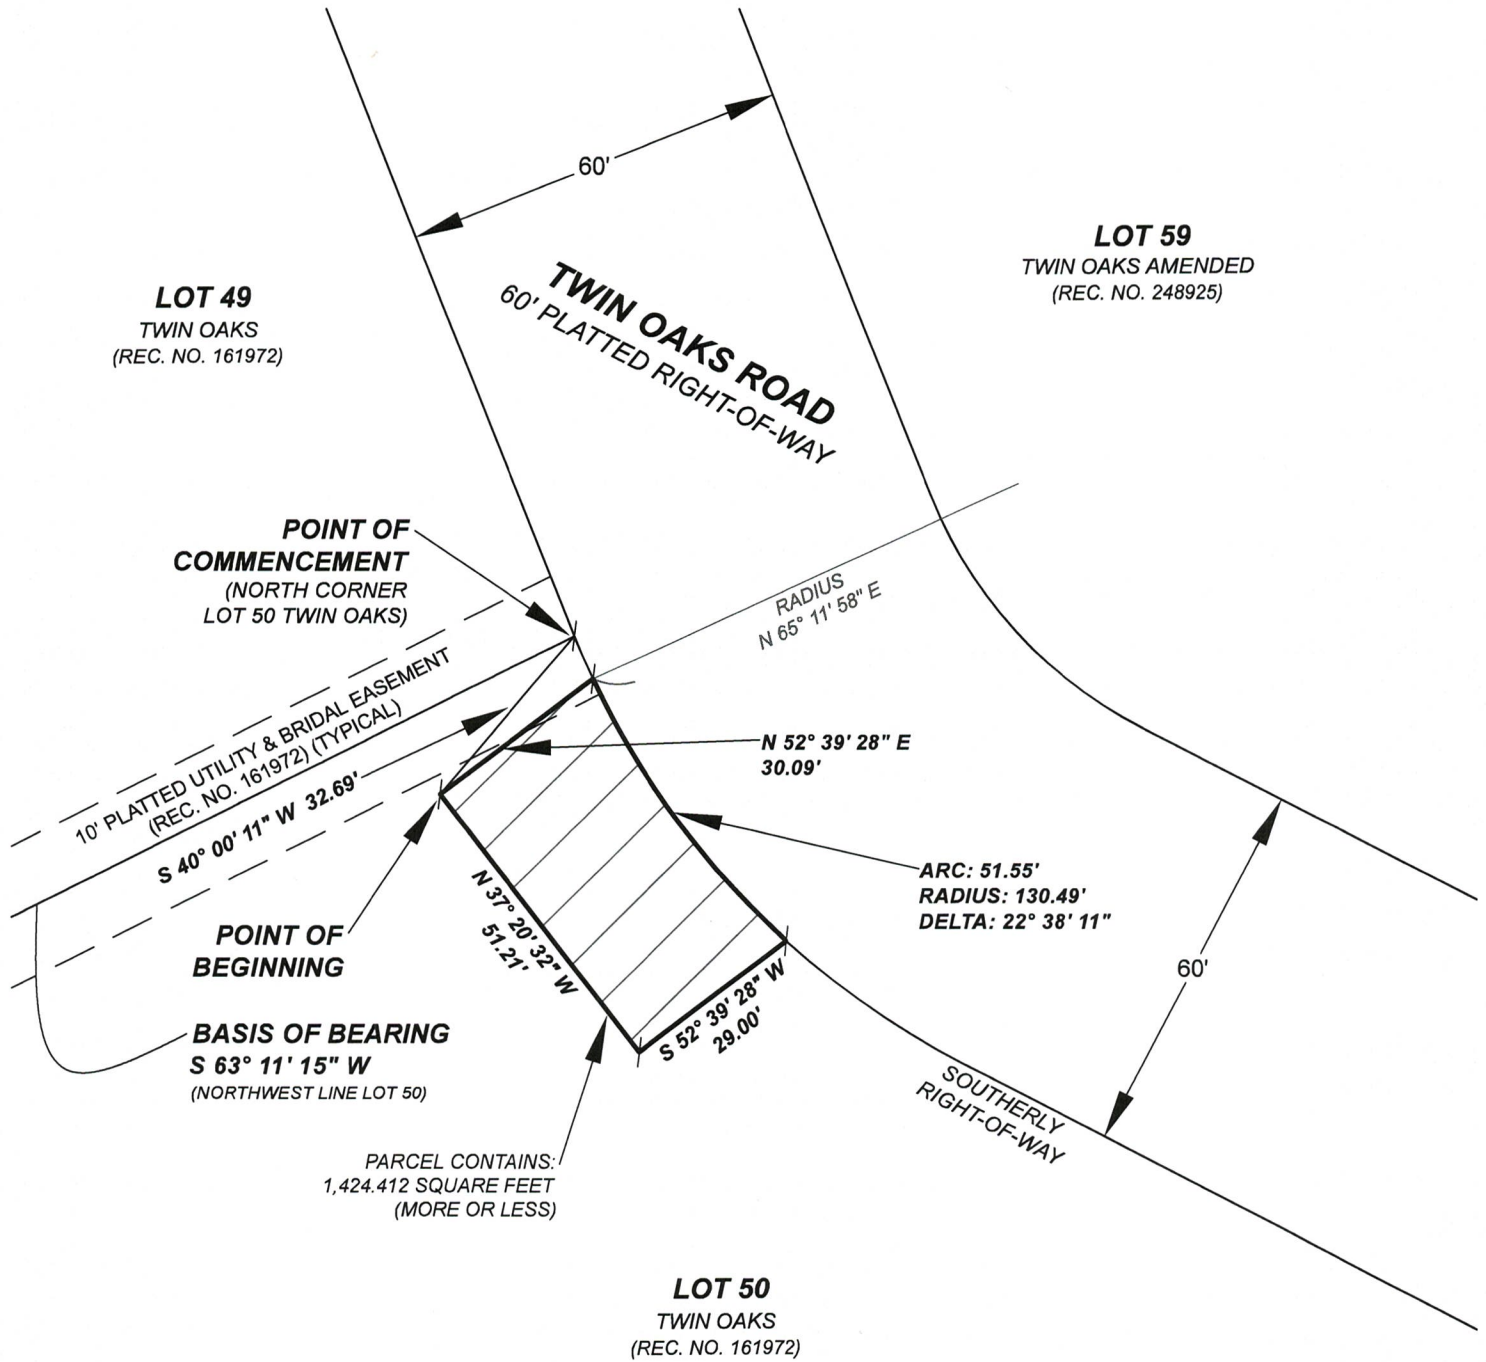 60'
LOT 59
TWIN OAKS AMENDED
(REC. NO. 248925)
LOT 49
TWIN OAKS
(REC. NO. 161972)
TWIN OAKS ROAD
60' PLATTED RIGHT-OF-WAY
POINT OF
COMMENCEMENT
(NORTH CORNER
LOT 50 TWIN OAKS)
RADIUS
N 65° 11' 58" E
10' PLATTED UTILITY & BRIDAL EASEMENT
(REC. NO. 161972) (TYPICAL)
S 40° 00' 11" W 32.69'
N 52° 39' 28" E
30.09'
ARC: 51.55'
RADIUS: 130.49'
DELTA: 22° 38' 11"
N 37° 20' 32" W
51.21'
POINT OF
BEGINNING
60'
S 52° 39' 28" W
29.00'
BASIS OF BEARING
S 63° 11' 15" W
(NORTHWEST LINE LOT 50)
SOUTHERLY
RIGHT-OF-WAY
PARCEL CONTAINS:
1,424.412 SQUARE FEET
(MORE OR LESS)
LOT 50
TWIN OAKS
(REC. NO. 161972)